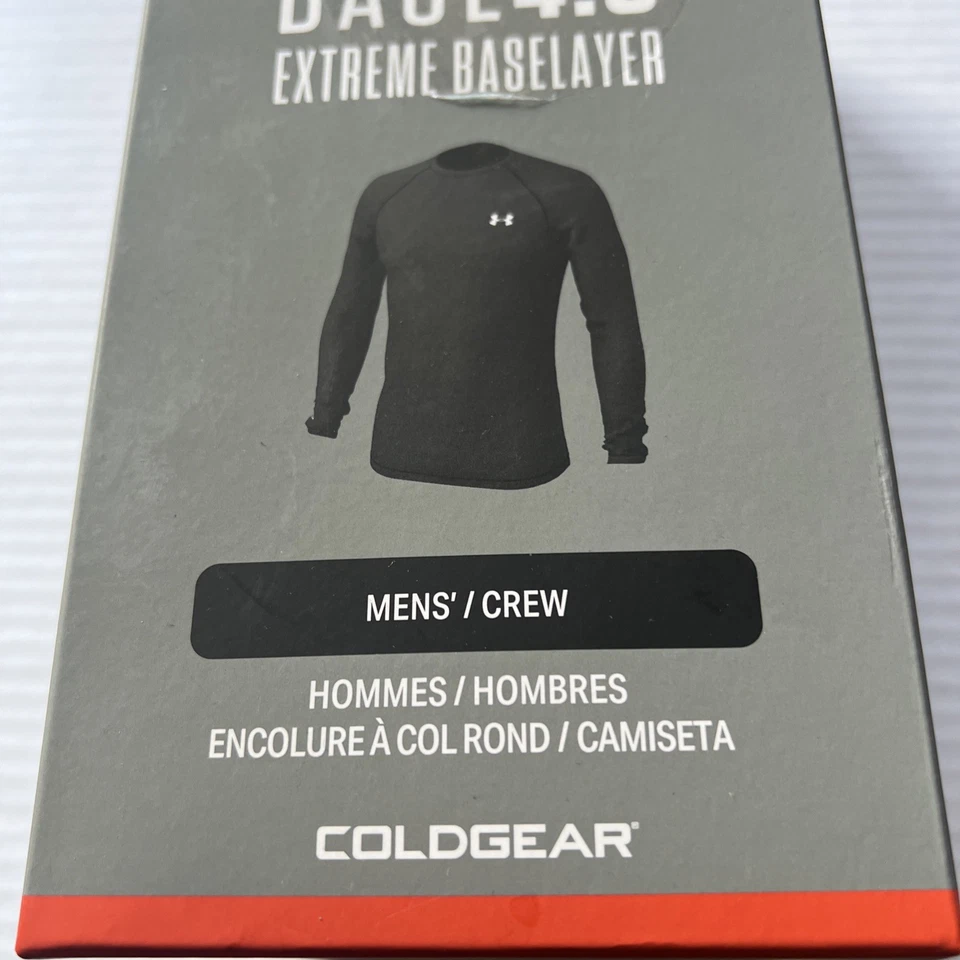 EXTREME BASELAYER
MENS' / CREW
HOMMES / HOMBRES
ENCOLURE À COL ROND / CAMISETA
COLDGEAR®